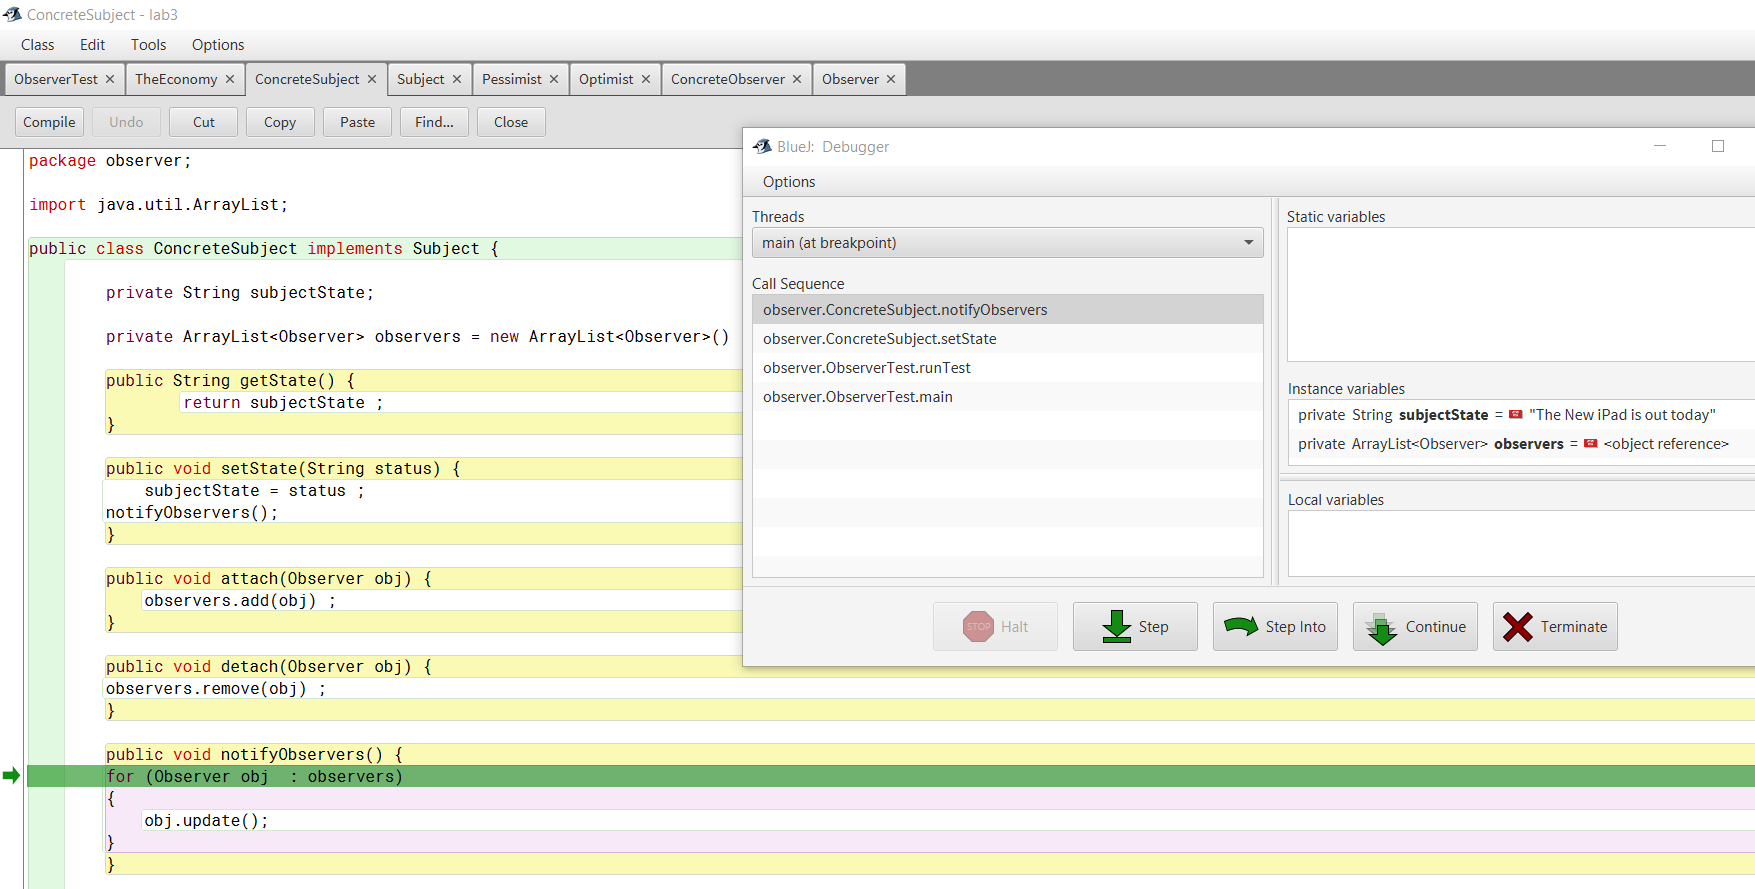 ConcreteSubject - lab3
Class Edit Tools Options
ObserverTest × TheEconomy × ConcreteSubject × Subject × Pessimist × Optimist × ConcreteObserver × Observer ×
Compile Undo Cut Copy Paste Find... Close
package observer;
import java.util.ArrayList;
public class ConcreteSubject implements Subject {
private String subjectState;
private ArrayList<Observer> observers = new ArrayList<Observer>()
public String getState() {
return subjectState ;
}
public void setState(String status) {
subjectState = status ;
notifyObservers();
}
public void attach(Observer obj) {
observers.add(obj) ;
}
public void detach(Observer obj) {
observers.remove(obj) ;
}
public void notifyObservers() {
for (Observer obj  : observers)
{
obj.update();
}
}
BlueJ: Debugger
Options
Threads
main (at breakpoint)
Call Sequence
observer.ConcreteSubject.notifyObservers
observer.ConcreteSubject.setState
observer.ObserverTest.runTest
observer.ObserverTest.main
Static variables
Instance variables
private String subjectState = "The New iPad is out today"
private ArrayList<Observer> observers = <object reference>
Local variables
STOP Halt Step Step Into Continue Terminate